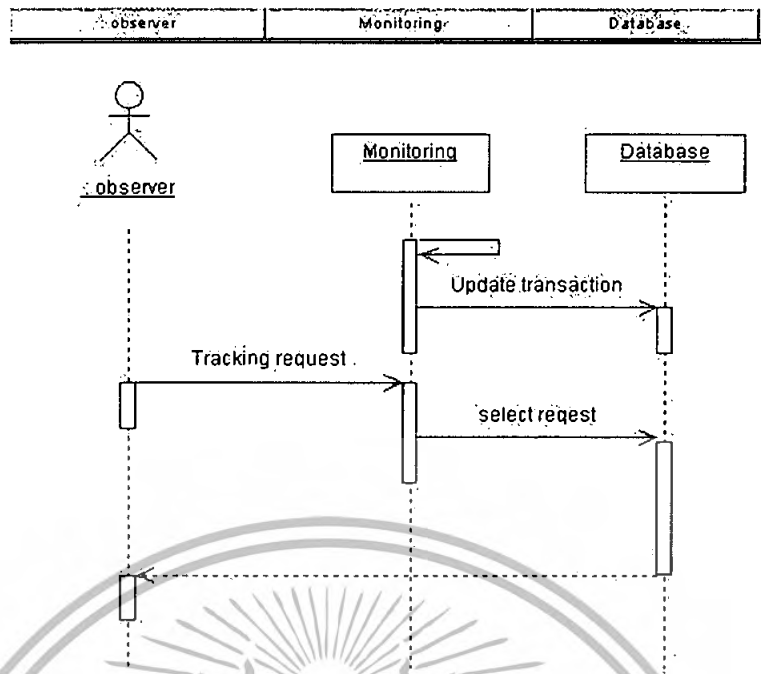 : observer Monitoring Database
Monitoring Database
: observer
Update transaction
Tracking request
select reqest